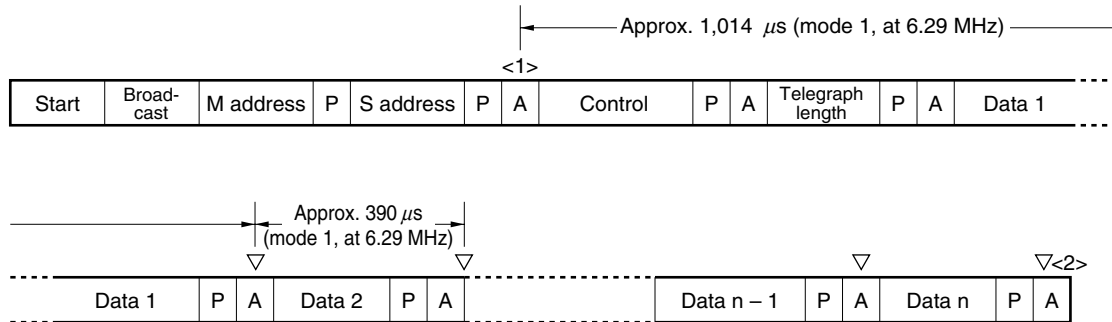 Approx. 1,014 μs (mode 1, at 6.29 MHz)
<1>
Start Broad-cast M address P S address P A Control P A Telegraph length P A Data 1
Approx. 390 μs
(mode 1, at 6.29 MHz)
▽ ▽ ▽ ▽<2>
Data 1 P A Data 2 P A Data n – 1 P A Data n P A